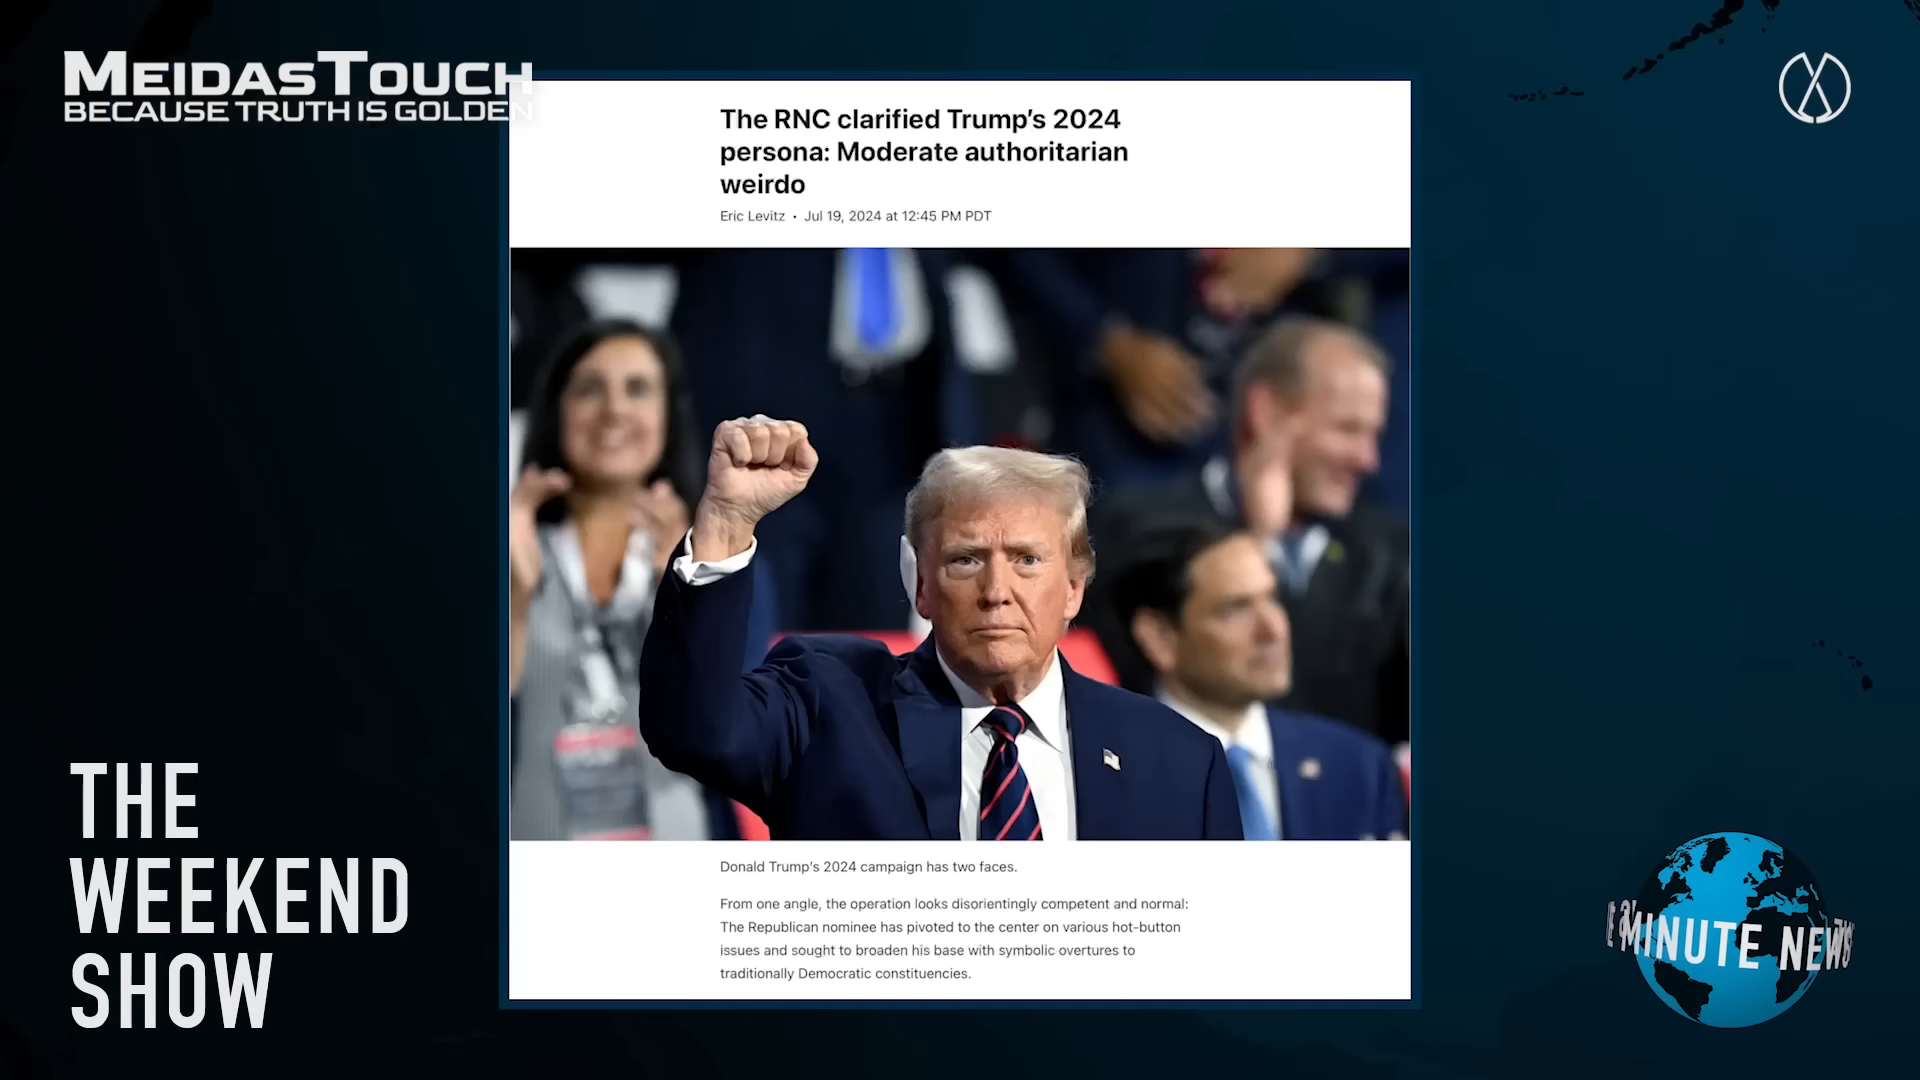 MEIDASTOUCH
BECAUSE TRUTH IS GOLDEN
The RNC clarified Trump's 2024
persona: Moderate authoritarian
weirdo
Eric Levitz • Jul 19, 2024 at 12:45 PM PDT
Donald Trump's 2024 campaign has two faces.
From one angle, the operation looks disorientingly competent and normal:
The Republican nominee has pivoted to the center on various hot-button
issues and sought to broaden his base with symbolic overtures to
traditionally Democratic constituencies.
THE
WEEKEND
SHOW
MINUTE NEWS